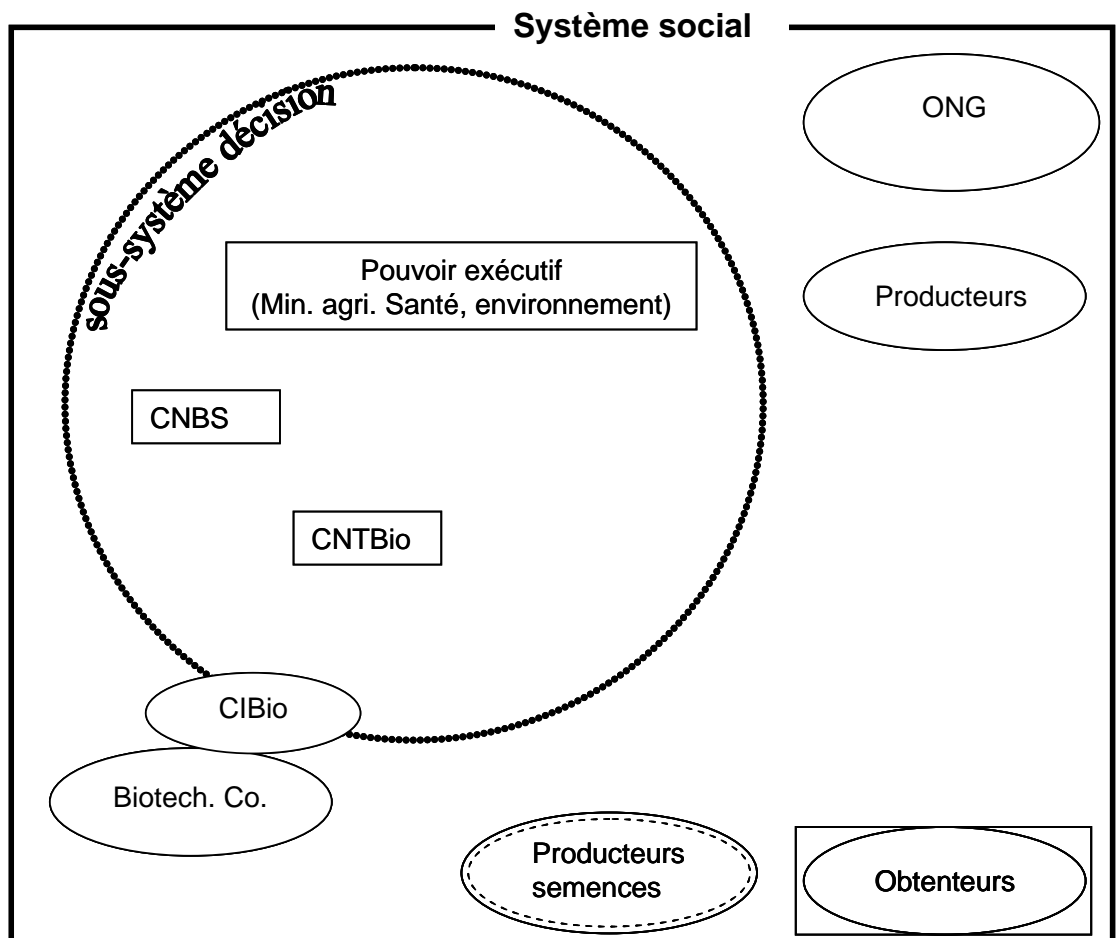 Système social
sous-système décision
ONG
Pouvoir exécutif
(Min. agri. Santé, environnement)
Producteurs
CNBS
CNTBio
CIBio
Biotech. Co.
Producteurs
semences
Obtenteurs